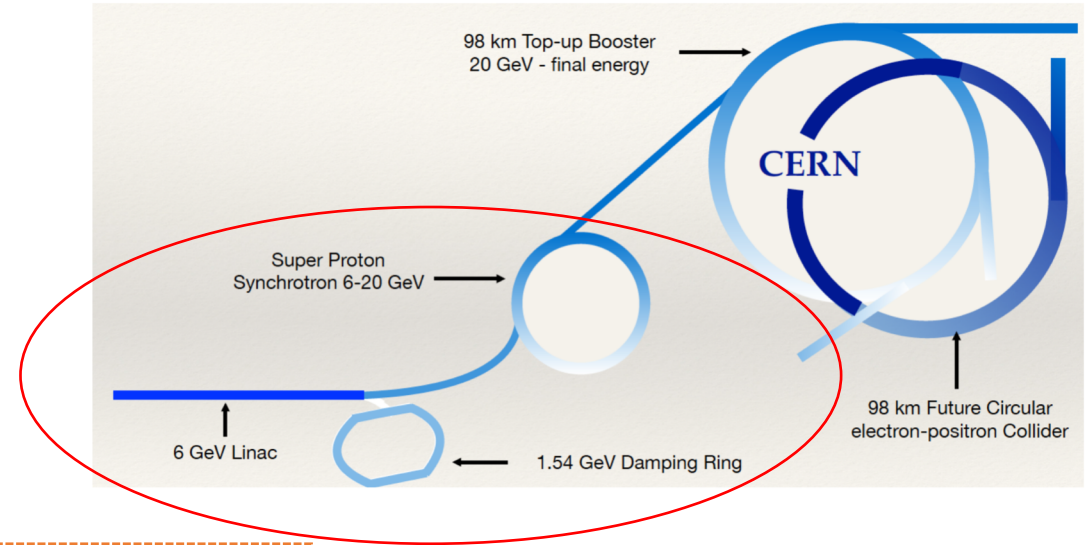 98 km Top-up Booster
20 GeV - final energy
CERN
Super Proton
Synchrotron 6-20 GeV
98 km Future Circular
electron-positron Collider
6 GeV Linac
1.54 GeV Damping Ring